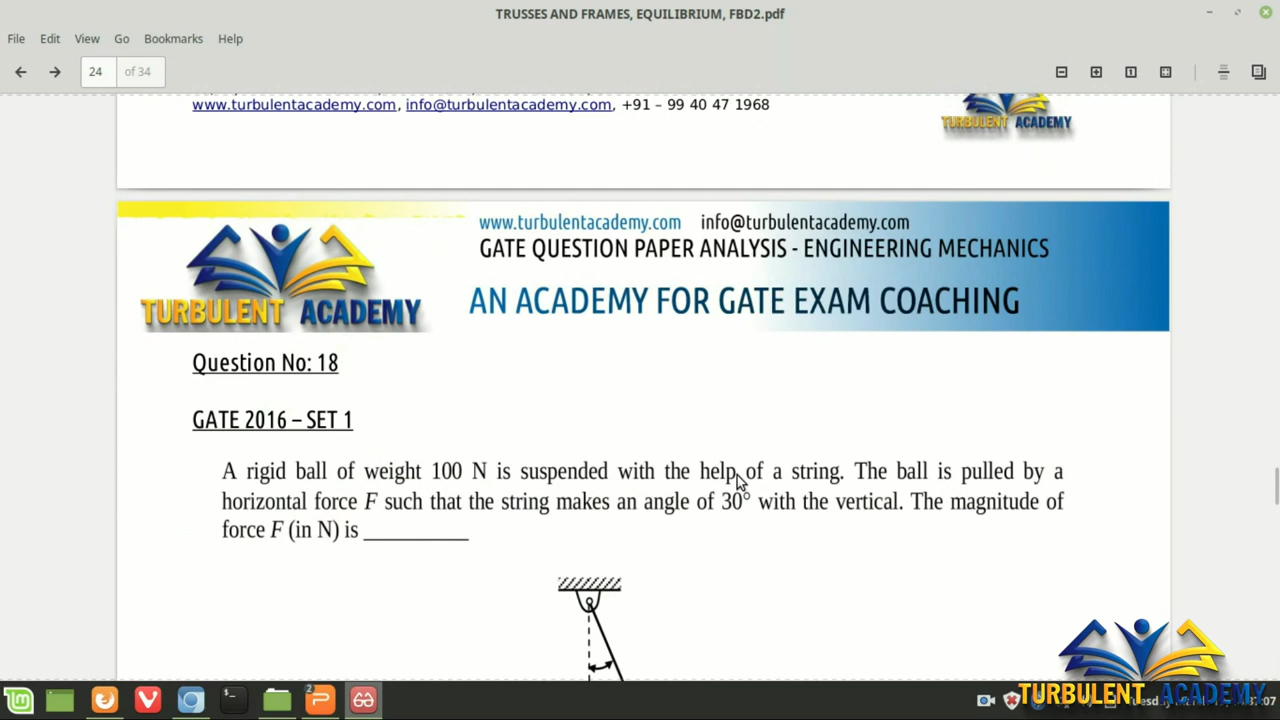 TRUSSES AND FRAMES, EQUILIBRIUM, FBD2.pdf
File Edit View Go Bookmarks Help
24 of 34
www.turbulentacademy.com, info@turbulentacademy.com, +91 – 99 40 47 1968
TURBULENT ACADEMY
www.turbulentacademy.com info@turbulentacademy.com
GATE QUESTION PAPER ANALYSIS - ENGINEERING MECHANICS
TURBULENT ACADEMY
AN ACADEMY FOR GATE EXAM COACHING
Question No: 18
GATE 2016 – SET 1
A rigid ball of weight 100 N is suspended with the help of a string. The ball is pulled by a
horizontal force F such that the string makes an angle of 30° with the vertical. The magnitude of
force F (in N) is __________
TURBULENT ACADEMY